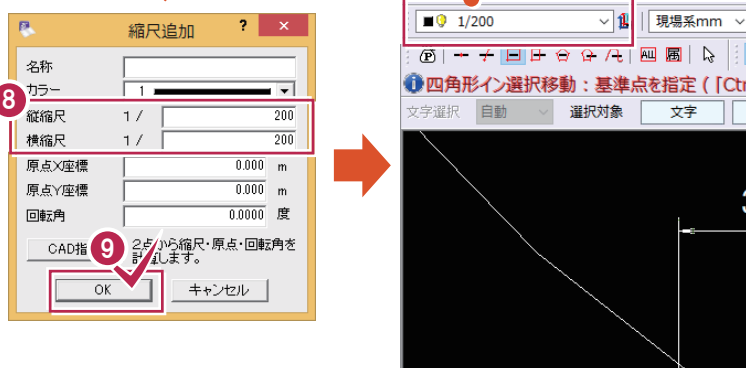 縮尺追加 ? ×
名称
カラー 1
8
縦縮尺 1 / 200
横縮尺 1 / 200
原点X座標 0.000 m
原点Y座標 0.000 m
回転角 0.0000 度
CAD指 9 2点から縮尺・原点・回転角を
計算します。
OK キャンセル
1/200 現場系mm
P ALL 属
四角形イン選択移動 : 基準点を指定 ( 「Ctr
文字選択 自動 選択対象 文字